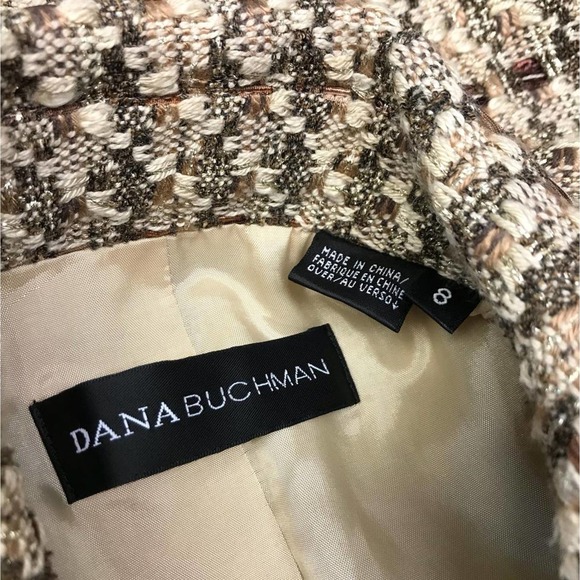 MADE IN CHINA/
FABRIQUE EN CHINE
OVER/AU VERSO↓
8
DANA BUCHMAN